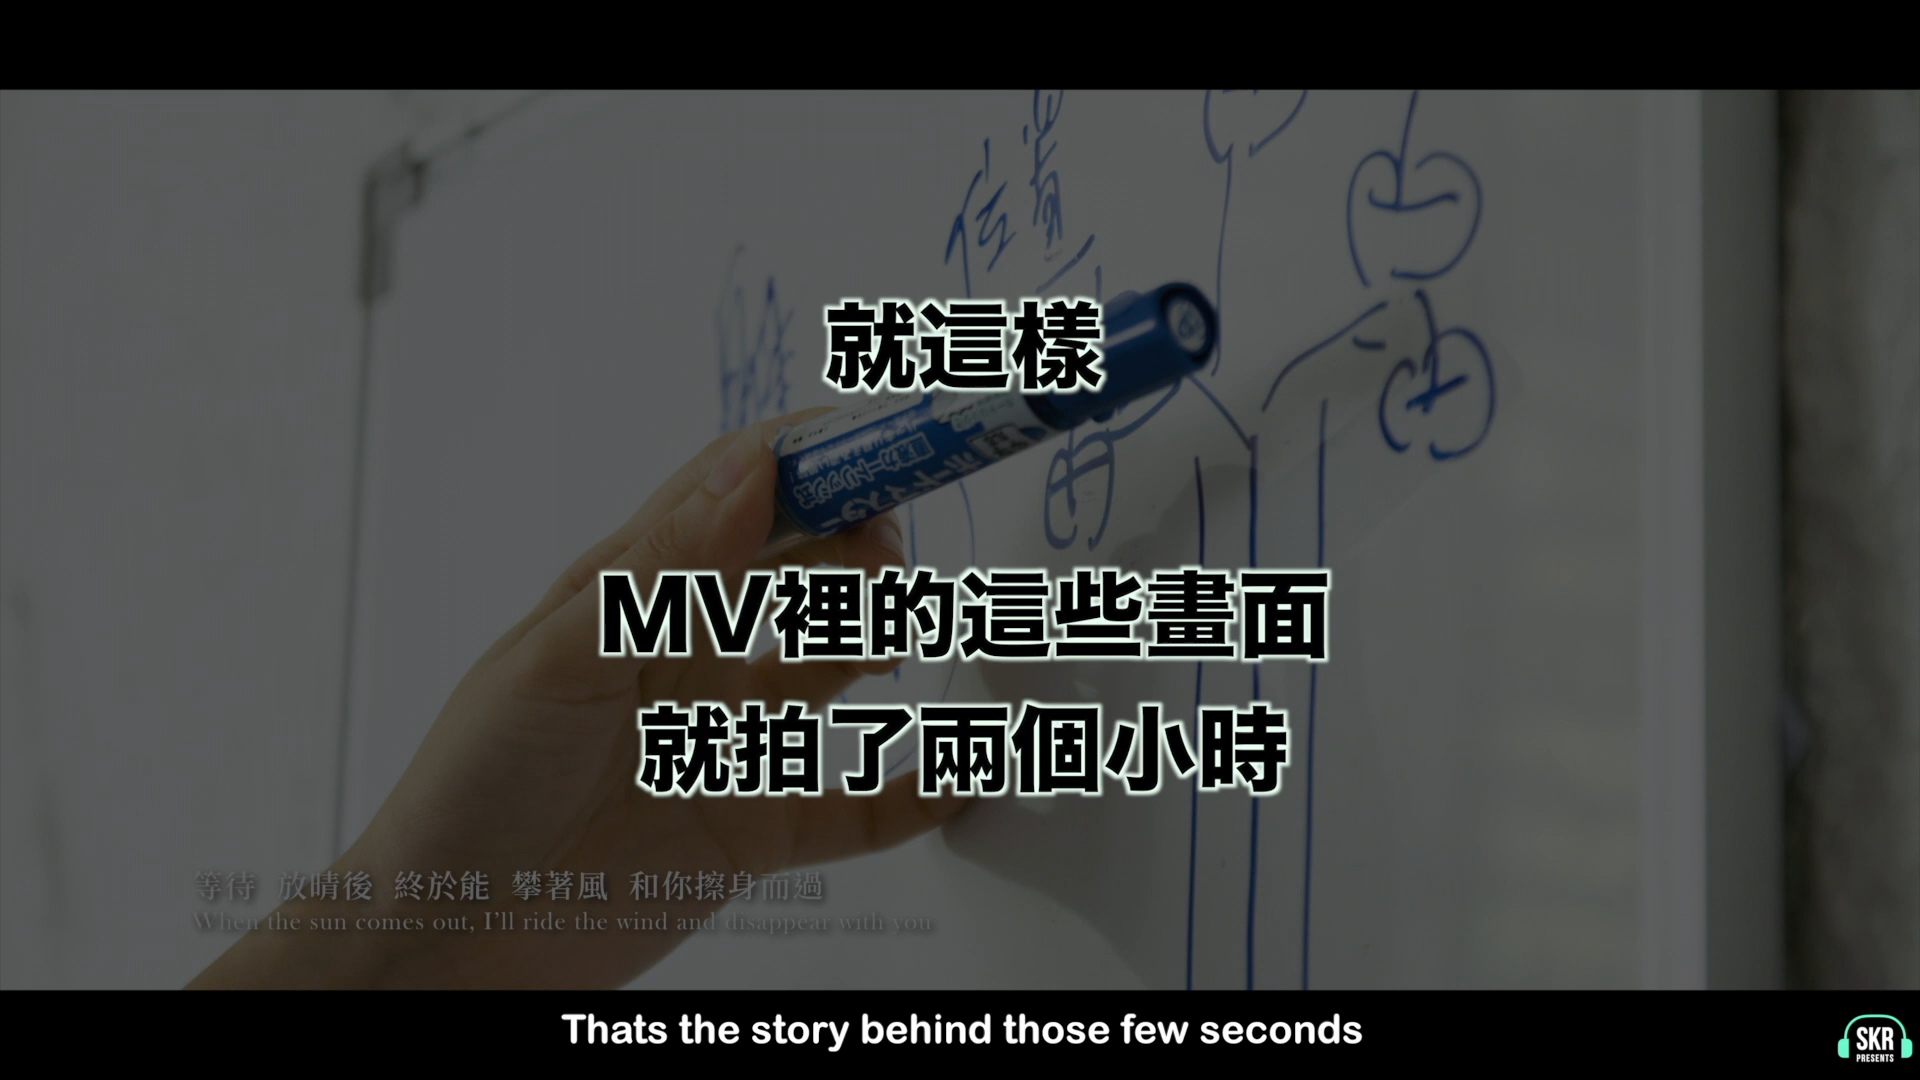 位置
由
由
就這樣
MV裡的這些畫面
就拍了兩個小時
等待 放晴後 終於能 攀著風 和你擦身而過
When the sun comes out, I'll ride the wind and disappear with you
Thats the story behind those few seconds
SKR
PRESENTS